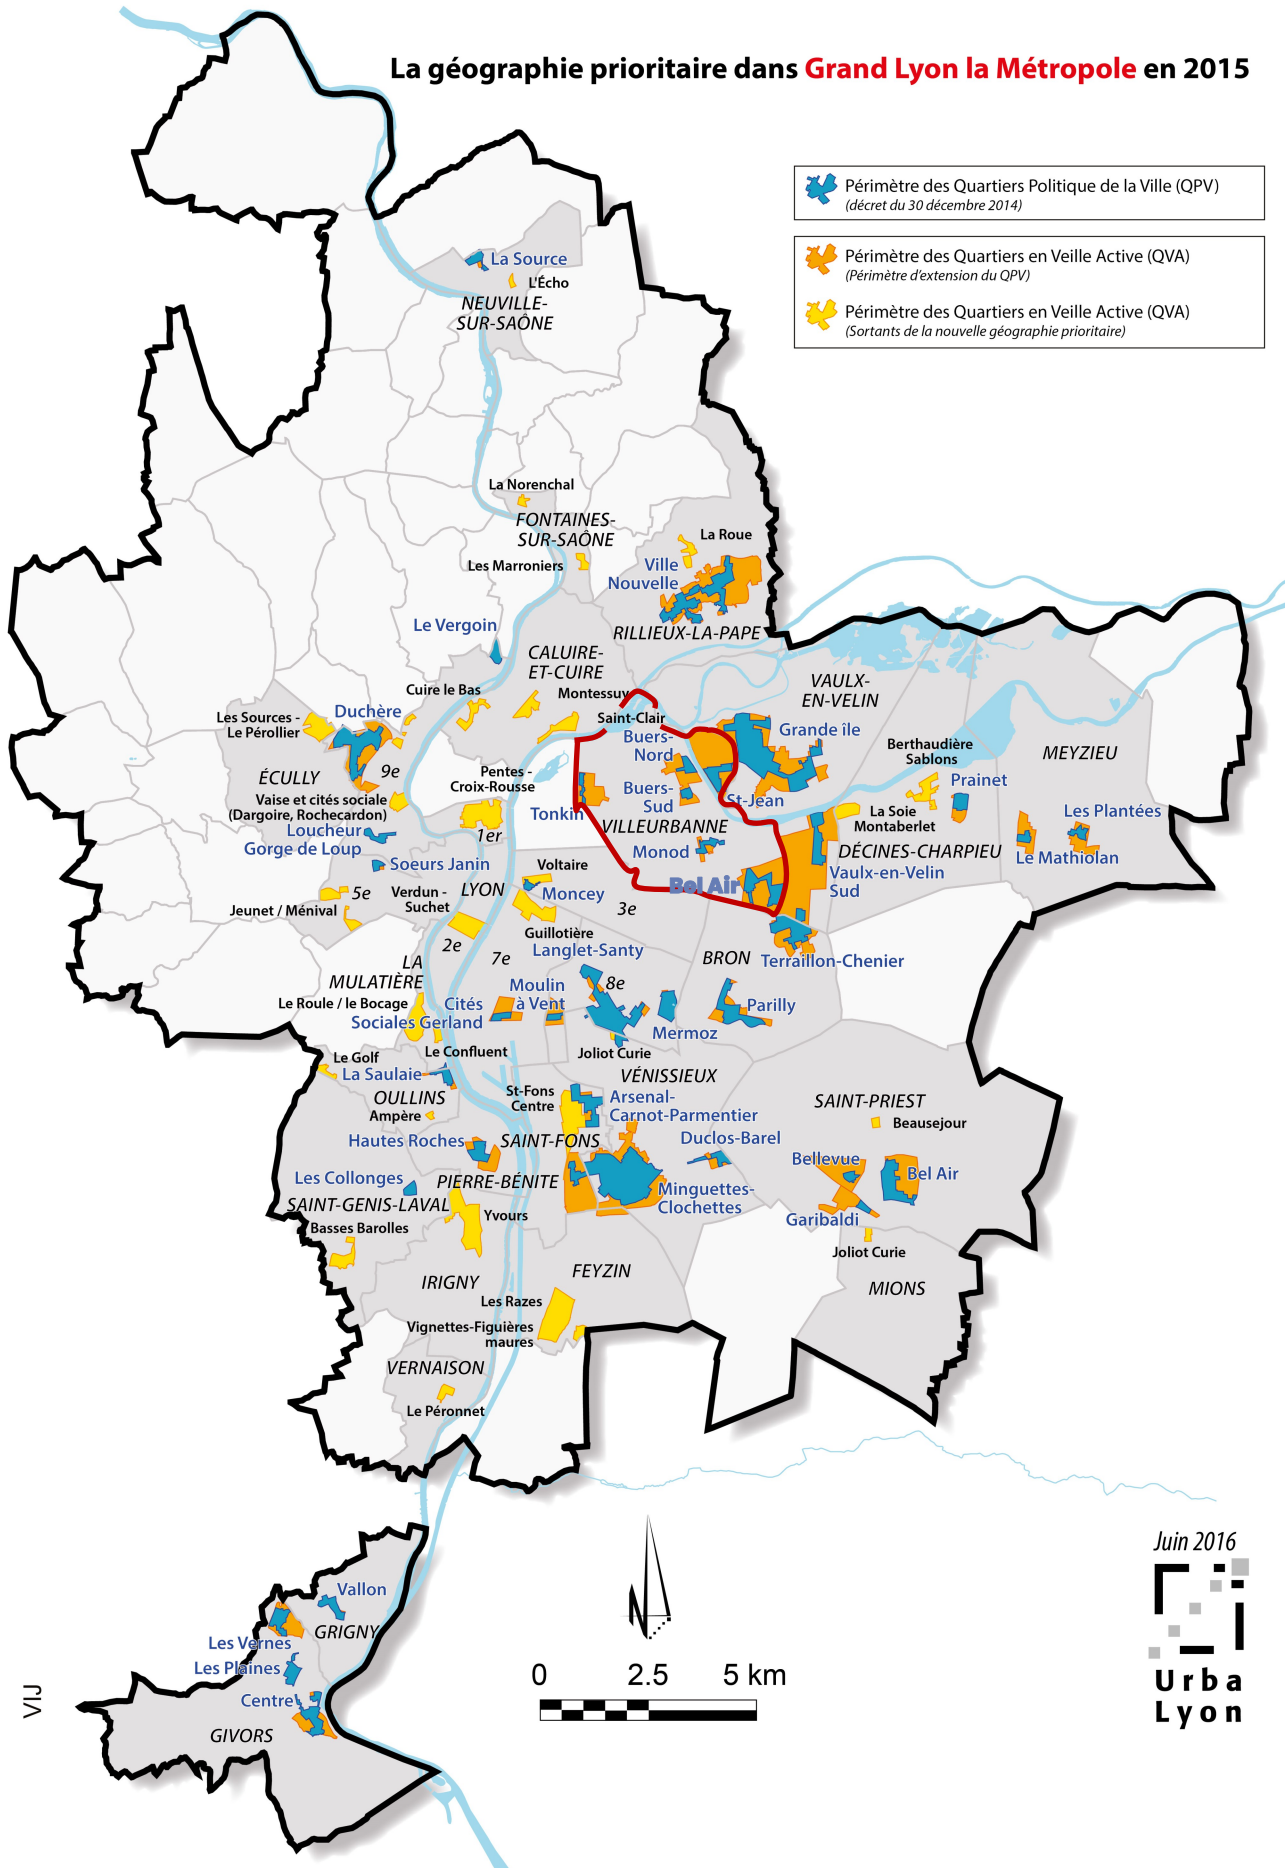 La géographie prioritaire dans Grand Lyon la Métropole en 2015
Périmètre des Quartiers Politique de la Ville (QPV)
(décret du 30 décembre 2014)
Périmètre des Quartiers en Veille Active (QVA)
(Périmètre d'extension du QPV)
Périmètre des Quartiers en Veille Active (QVA)
(Sortants de la nouvelle géographie prioritaire)
La Source
L'Écho
NEUVILLE-
SUR-SAÔNE
La Norenchal
FONTAINES-
SUR-SAÔNE
Les Marroniers
La Roue
Ville
Nouvelle
RILLIEUX-LA-PAPE
Le Vergoin
CALUIRE-
ET-CUIRE
Cuire le Bas
Montessuy
Saint-Clair
VAULX-
EN-VELIN
Les Sources -
Le Pérollier
Duchère
Buers-
Nord
Grande île
Berthaudière
Sablons
MEYZIEU
ÉCULLY
9e
Pentes -
Croix-Rousse
Prainet
Vaise et cités sociale
(Dargoire, Rochecardon)
Buers-
Sud
St-Jean
Tonkin
La Soie
Montaberlet
Les Plantées
Loucheur
Gorge de Loup
1er
VILLEURBANNE
Monod
DÉCINES-CHARPIEU
Le Mathiolan
Soeurs Janin
Voltaire
Vaulx-en-Velin
Sud
5e
Verdun -
Suchet
LYON
Moncey
Bel Air
Jeunet / Ménival
3e
Guillotière
2e
7e
Langlet-Santy
BRON
Terraillon-Chenier
LA
MULATIÈRE
8e
Moulin
à Vent
Le Roule / le Bocage
Cités
Sociales Gerland
Parilly
Mermoz
Le Golf
Le Confluent
Joliot Curie
La Saulaie
VÉNISSIEUX
OULLINS
St-Fons
Centre
Arsenal-
Carnot-Parmentier
SAINT-PRIEST
Ampère
Beausejour
Hautes Roches
SAINT-FONS
Duclos-Barel
Bellevue
Bel Air
Les Collonges
PIERRE-BÉNITE
Minguettes-
Clochettes
SAINT-GENIS-LAVAL
Yvours
Garibaldi
Basses Barolles
Joliot Curie
FEYZIN
IRIGNY
MIONS
Les Razes
Vignettes-Figuières
maures
VERNAISON
Le Péronnet
Juin 2016
Urba
Lyon
N
0 2.5 5 km
Vallon
GRIGNY
Les Vernes
Les Plaines
Centre
GIVORS
VIJ